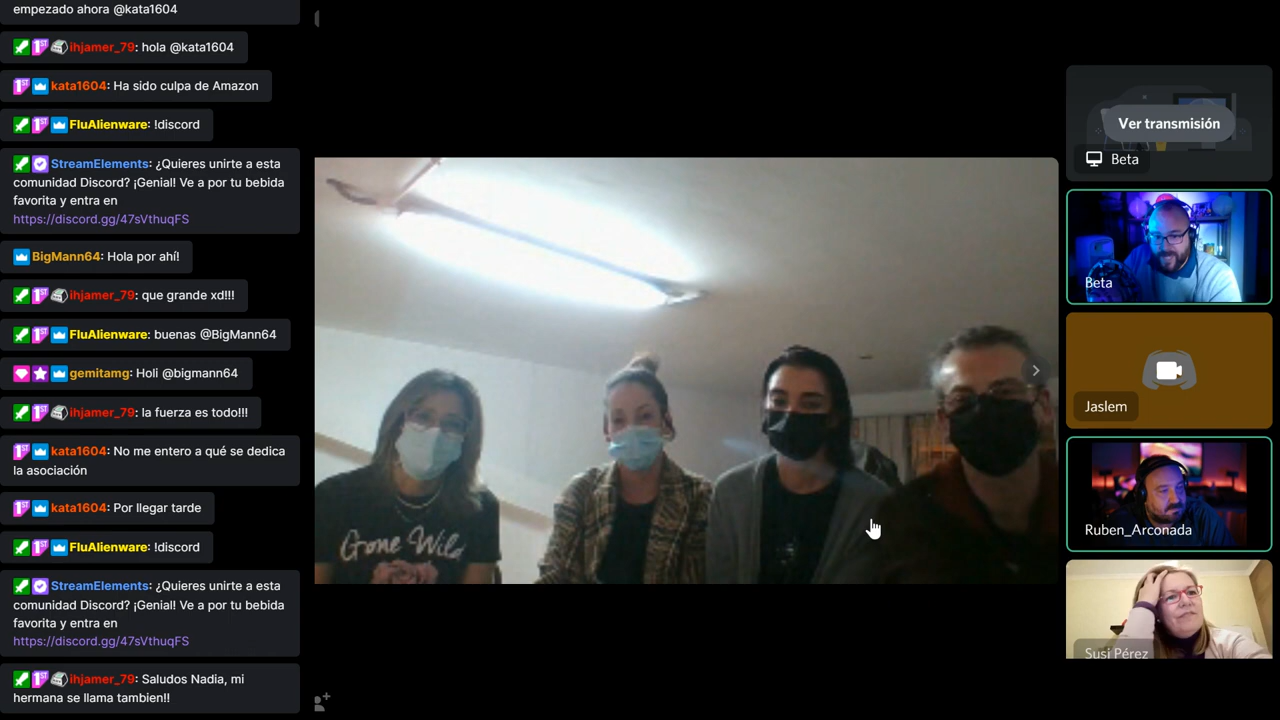 empezado ahora @kata1604
ihjamer_79: hola @kata1604
kata1604: Ha sido culpa de Amazon
FluAlienware: !discord
StreamElements: ¿Quieres unirte a esta
comunidad Discord? ¡Genial! Ve a por tu bebida
favorita y entra en
https://discord.gg/47sVthuqFS
BigMann64: Hola por ahí!
ihjamer_79: que grande xd!!!
FluAlienware: buenas @BigMann64
gemitamg: Holi @bigmann64
ihjamer_79: la fuerza es todo!!!
kata1604: No me entero a qué se dedica
la asociación
kata1604: Por llegar tarde
FluAlienware: !discord
StreamElements: ¿Quieres unirte a esta
comunidad Discord? ¡Genial! Ve a por tu bebida
favorita y entra en
https://discord.gg/47sVthuqFS
ihjamer_79: Saludos Nadia, mi
hermana se llama tambien!!
Gone Wild
Ver transmisión
Beta
Beta
Jaslem
Ruben_Arconada
Susi Pérez